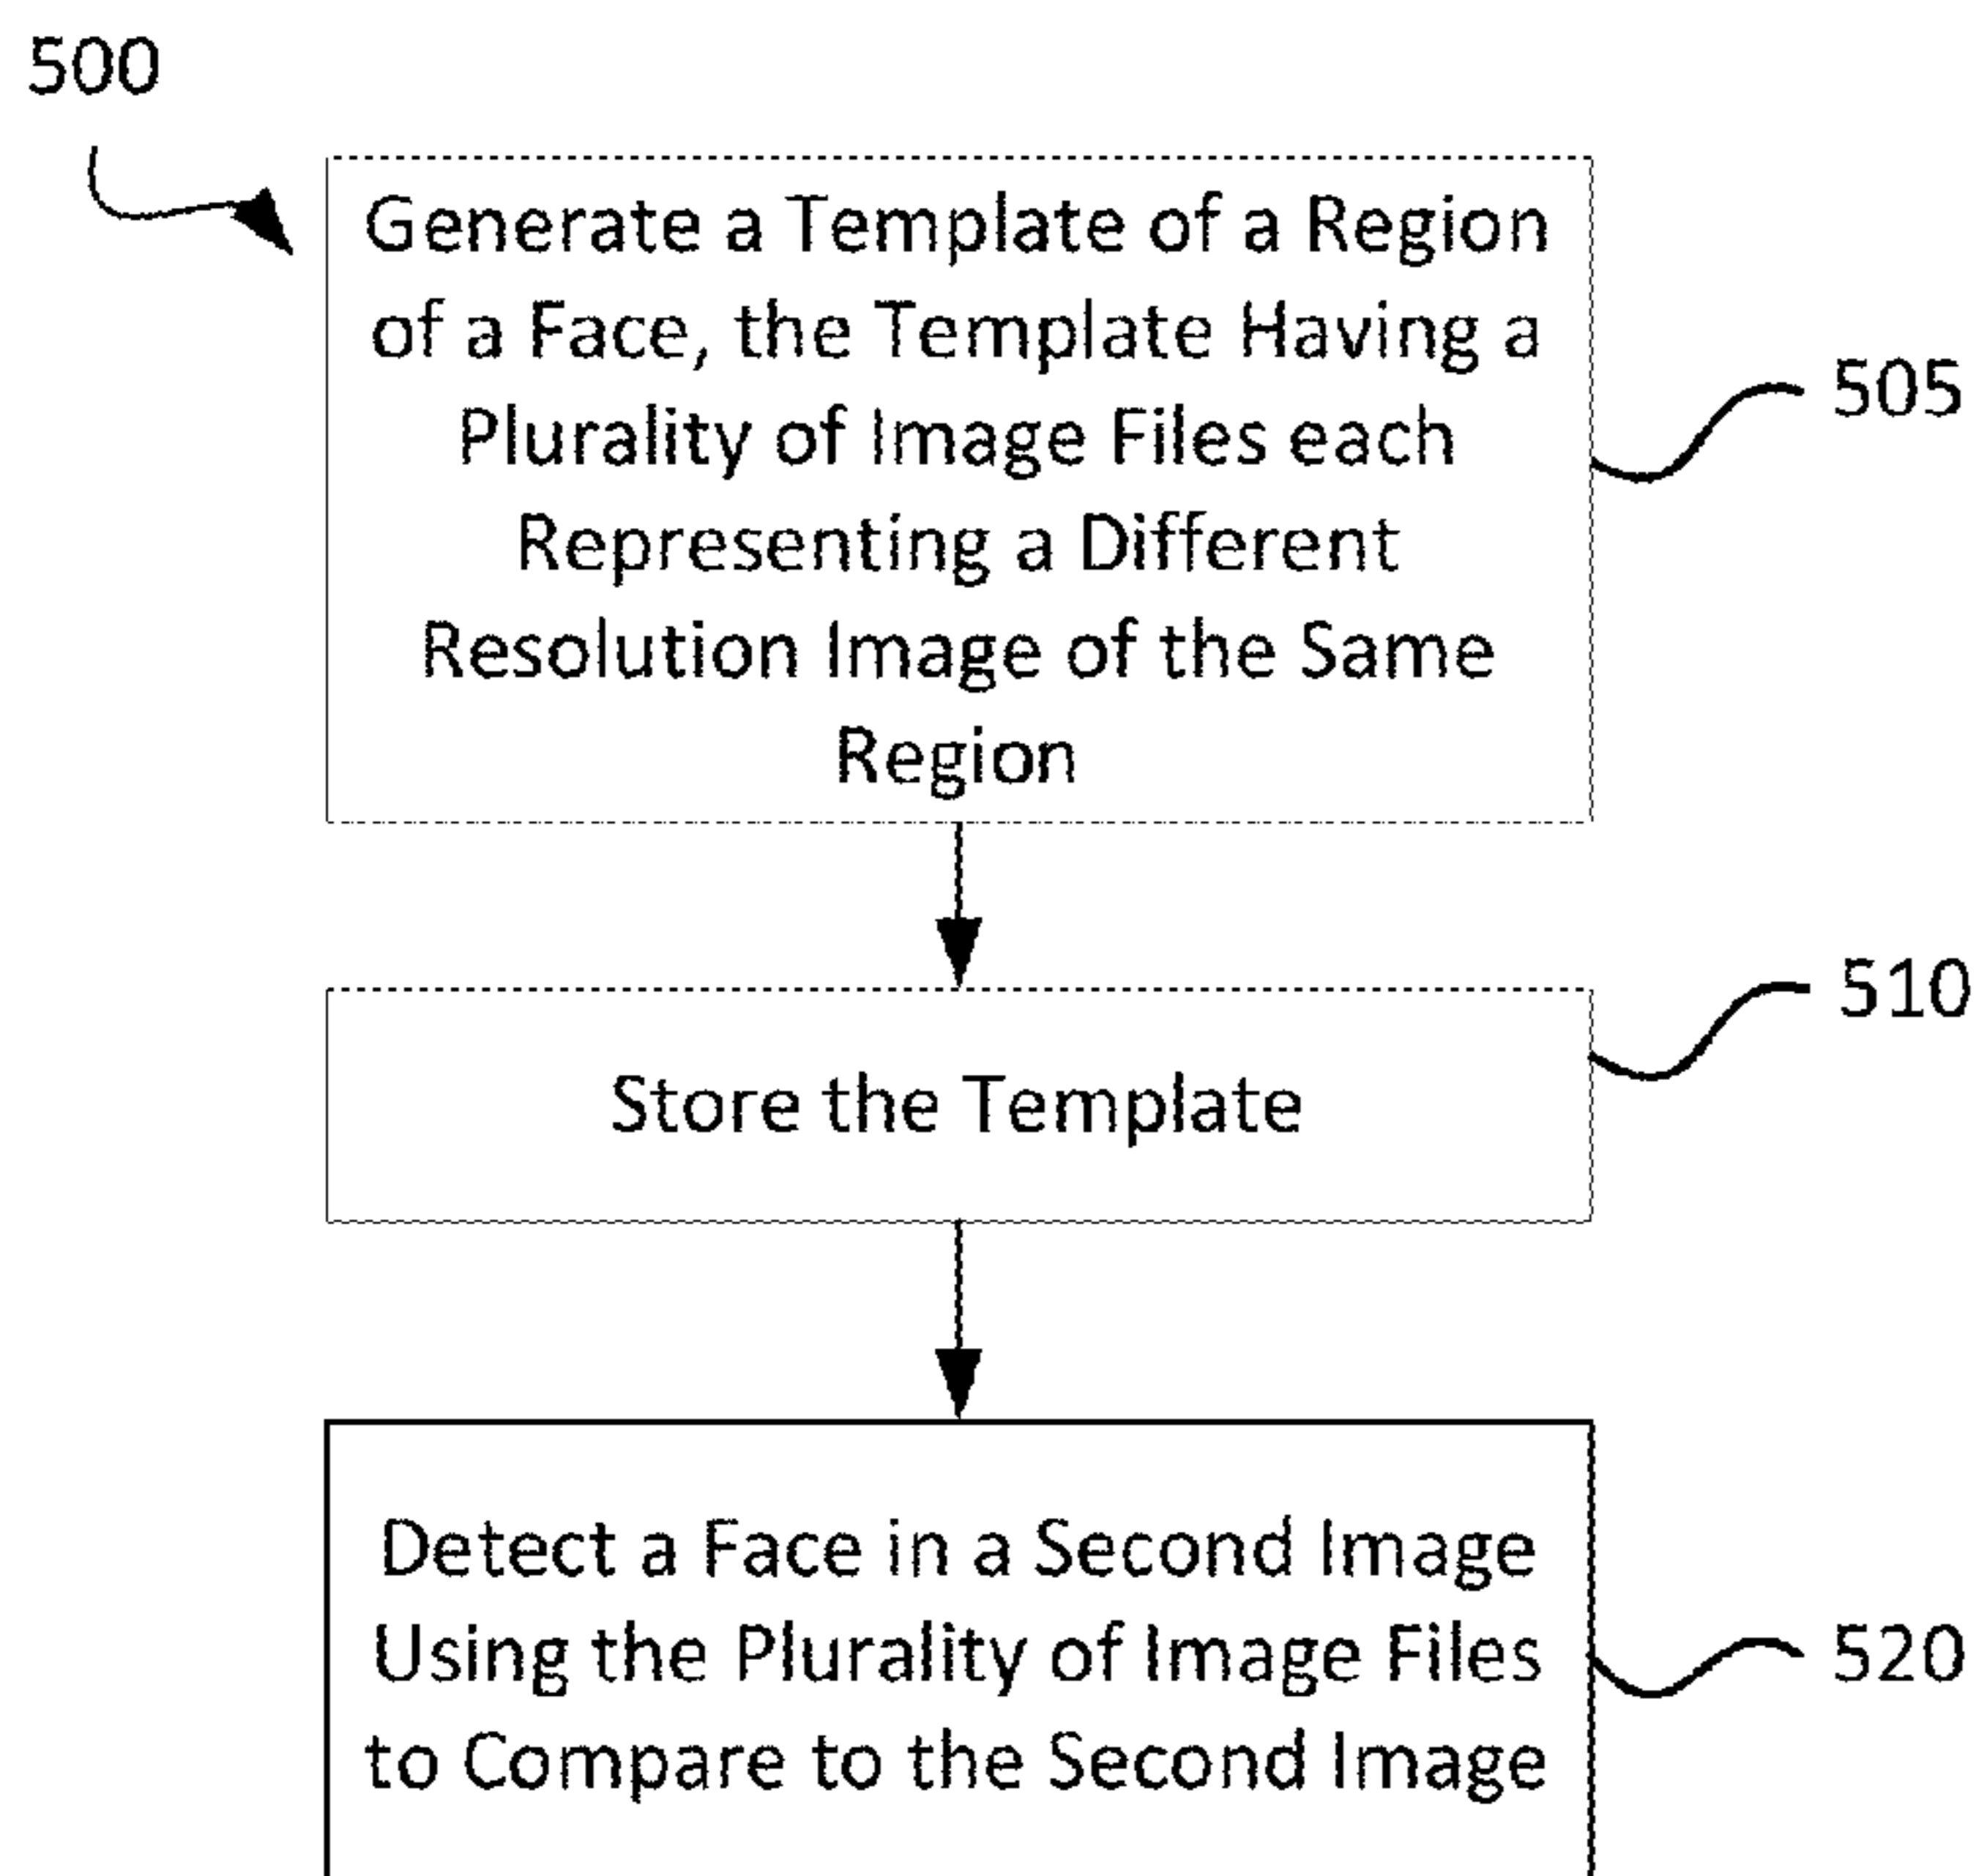 500
Generate a Template of a Region
of a Face, the Template Having a
Plurality of Image Files each
Representing a Different
Resolution Image of the Same
Region
505
Store the Template
510
Detect a Face in a Second Image
Using the Plurality of Image Files
to Compare to the Second Image
520